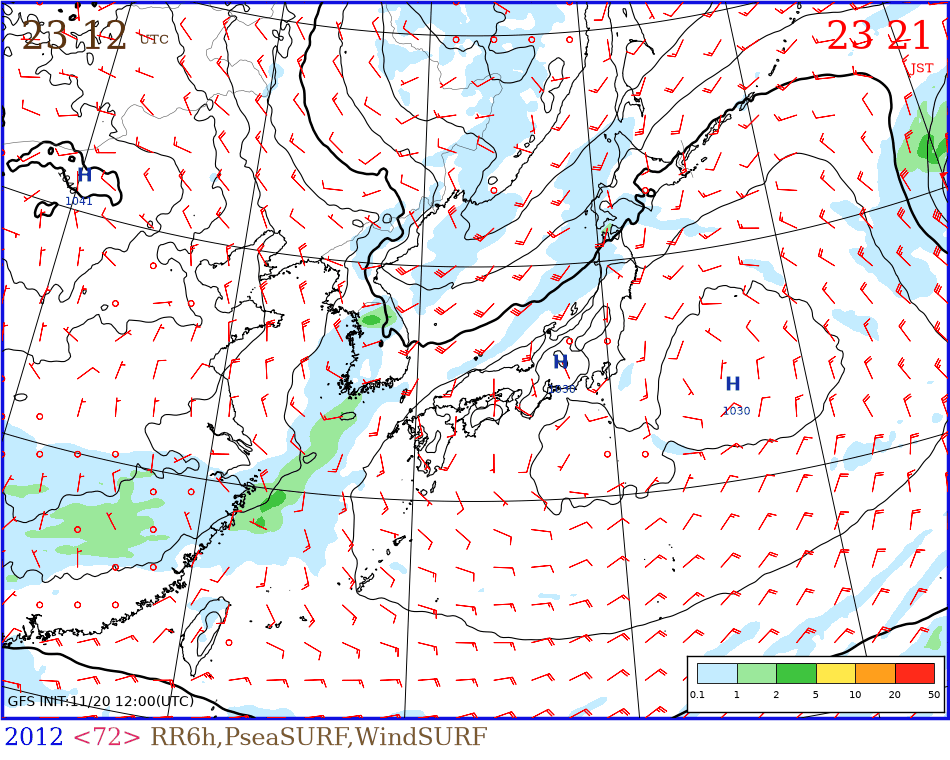 23 12 UTC
23 21
JST
H
1041
H
1030
H
1030
GFS INIT:11/20 12:00(UTC)
0.1 1 2 5 10 20 50
2012 <72> RR6h,PseaSURF,WindSURF